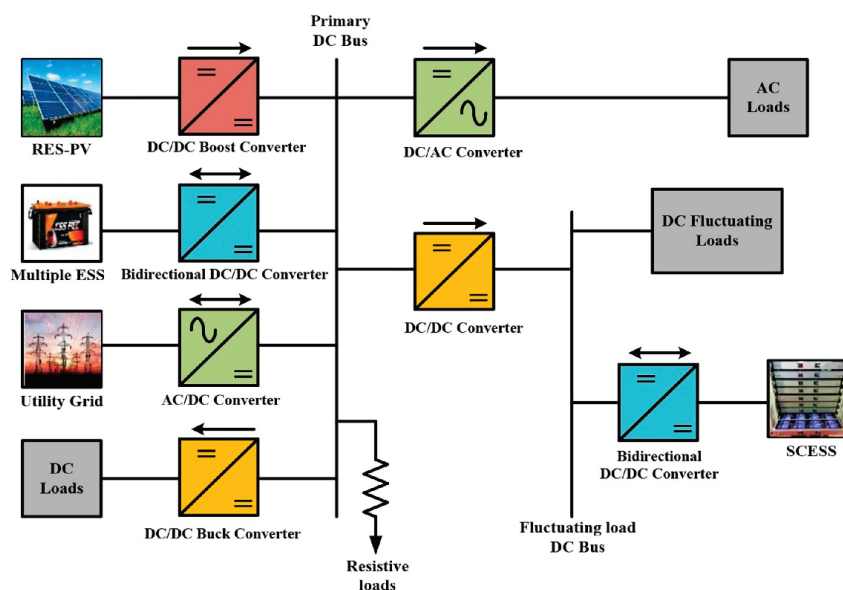 Primary
DC Bus
RES-PV
DC/DC Boost Converter
DC/AC Converter
AC
Loads
Multiple ESS
Bidirectional DC/DC Converter
DC/DC Converter
DC Fluctuating
Loads
Utility Grid
AC/DC Converter
Bidirectional
DC/DC Converter
SCESS
DC
Loads
DC/DC Buck Converter
Resistive
loads
Fluctuating load
DC Bus